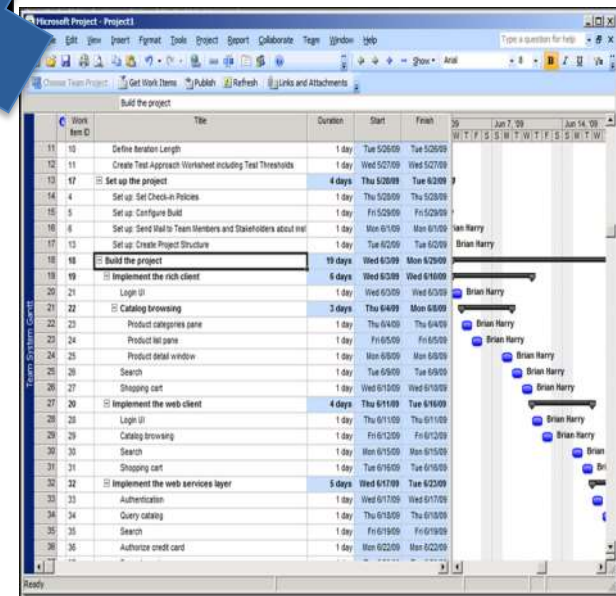 Microsoft Project - Project1
Edit View Insert Format Tools Project Report Collaborate Team Window Help Type a question for help
Show Arial 8 B I U
Choose Team Project Get Work Items Publish Refresh Links and Attachments
Build the project
Work Item ID Title Duration Start Finish 09 Jun 7, '09 Jun 14, '09
W T F S S M T W T F S S M T W
11 10 Define Iteration Length 1 day Tue 5/26/09 Tue 5/26/09
12 11 Create Test Approach Worksheet including Test Thresholds 1 day Wed 5/27/09 Wed 5/27/09
13 17 Set up the project 4 days Thu 5/28/09 Tue 6/2/09
14 4 Set up: Set Check-in Policies 1 day Thu 5/28/09 Thu 5/28/09
15 5 Set up: Configure Build 1 day Fri 5/29/09 Fri 5/29/09
16 6 Set up: Send Mail to Team Members and Stakeholders about inst 1 day Mon 6/1/09 Mon 6/1/09 ian Harry
17 13 Set up: Create Project Structure 1 day Tue 6/2/09 Tue 6/2/09 Brian Harry
18 18 Build the project 19 days Wed 6/3/09 Mon 6/29/09
19 19 Implement the rich client 6 days Wed 6/3/09 Wed 6/10/09
20 21 Login UI 1 day Wed 6/3/09 Wed 6/3/09 Brian Harry
21 22 Catalog browsing 3 days Thu 6/4/09 Mon 6/8/09
22 23 Product categories pane 1 day Thu 6/4/09 Thu 6/4/09 Brian Harry
23 24 Product list pane 1 day Fri 6/5/09 Fri 6/5/09 Brian Harry
24 25 Product detail window 1 day Mon 6/8/09 Mon 6/8/09 Brian Harry
25 26 Search 1 day Tue 6/9/09 Tue 6/9/09 Brian Harry
26 27 Shopping cart 1 day Wed 6/10/09 Wed 6/10/09 Brian Harry
27 20 Implement the web client 4 days Thu 6/11/09 Tue 6/16/09
28 28 Login UI 1 day Thu 6/11/09 Thu 6/11/09 Brian Harry
29 29 Catalog browsing 1 day Fri 6/12/09 Fri 6/12/09 Brian Harry
30 30 Search 1 day Mon 6/15/09 Mon 6/15/09 Brian
31 31 Shopping cart 1 day Tue 6/16/09 Tue 6/16/09 Bri
32 32 Implement the web services layer 5 days Wed 6/17/09 Tue 6/23/09
33 33 Authentication 1 day Wed 6/17/09 Wed 6/17/09
34 34 Query catalog 1 day Thu 6/18/09 Thu 6/18/09
35 35 Search 1 day Fri 6/19/09 Fri 6/19/09
36 36 Authorize credit card 1 day Mon 6/22/09 Mon 6/22/09
Team System Gantt
Ready